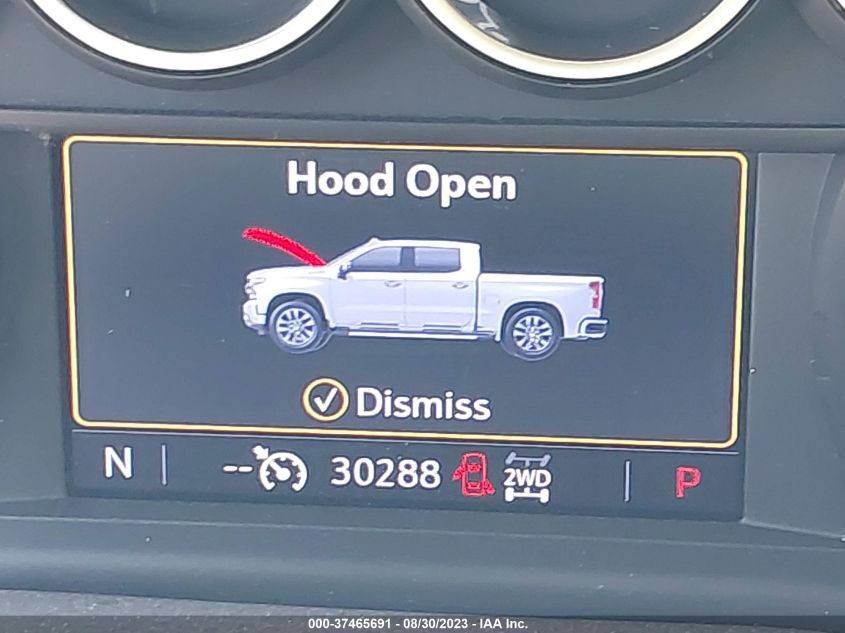 Hood Open
Dismiss
N -- 30288 2WD P
000-37465691 - 08/30/2023 - IAA Inc.